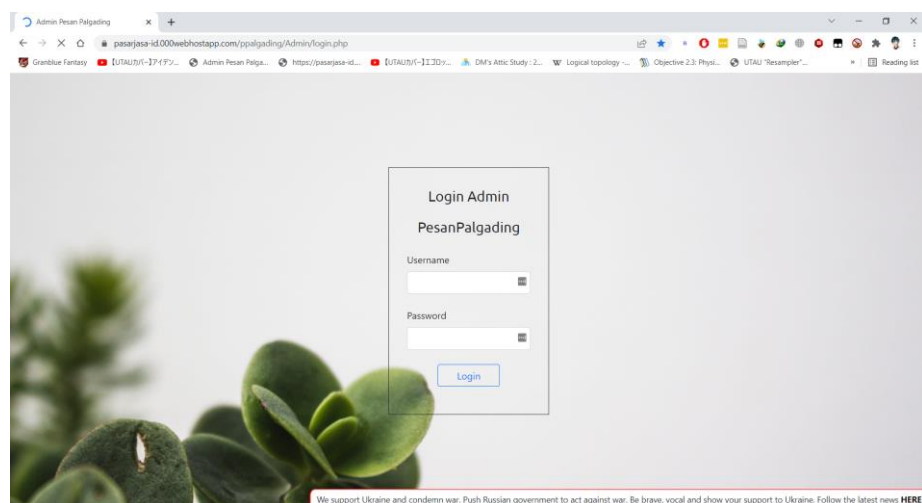 Admin Pesan Palgading
pasarjasa-id.000webhostapp.com/ppalgading/Admin/login.php
Granblue Fantasy
Admin Pesan Palga...
https://pasarjasa-id....
DM's Attic Study : 2...
Logical topology -...
Objective 2.3: Physi...
UTAU "Resampler"...
Reading list
Login Admin
PesanPalgading
Username
Password
Login
We support Ukraine and condemn war. Push Russian government to act against war. Be brave, vocal and show your support to Ukraine. Follow the latest news HERE